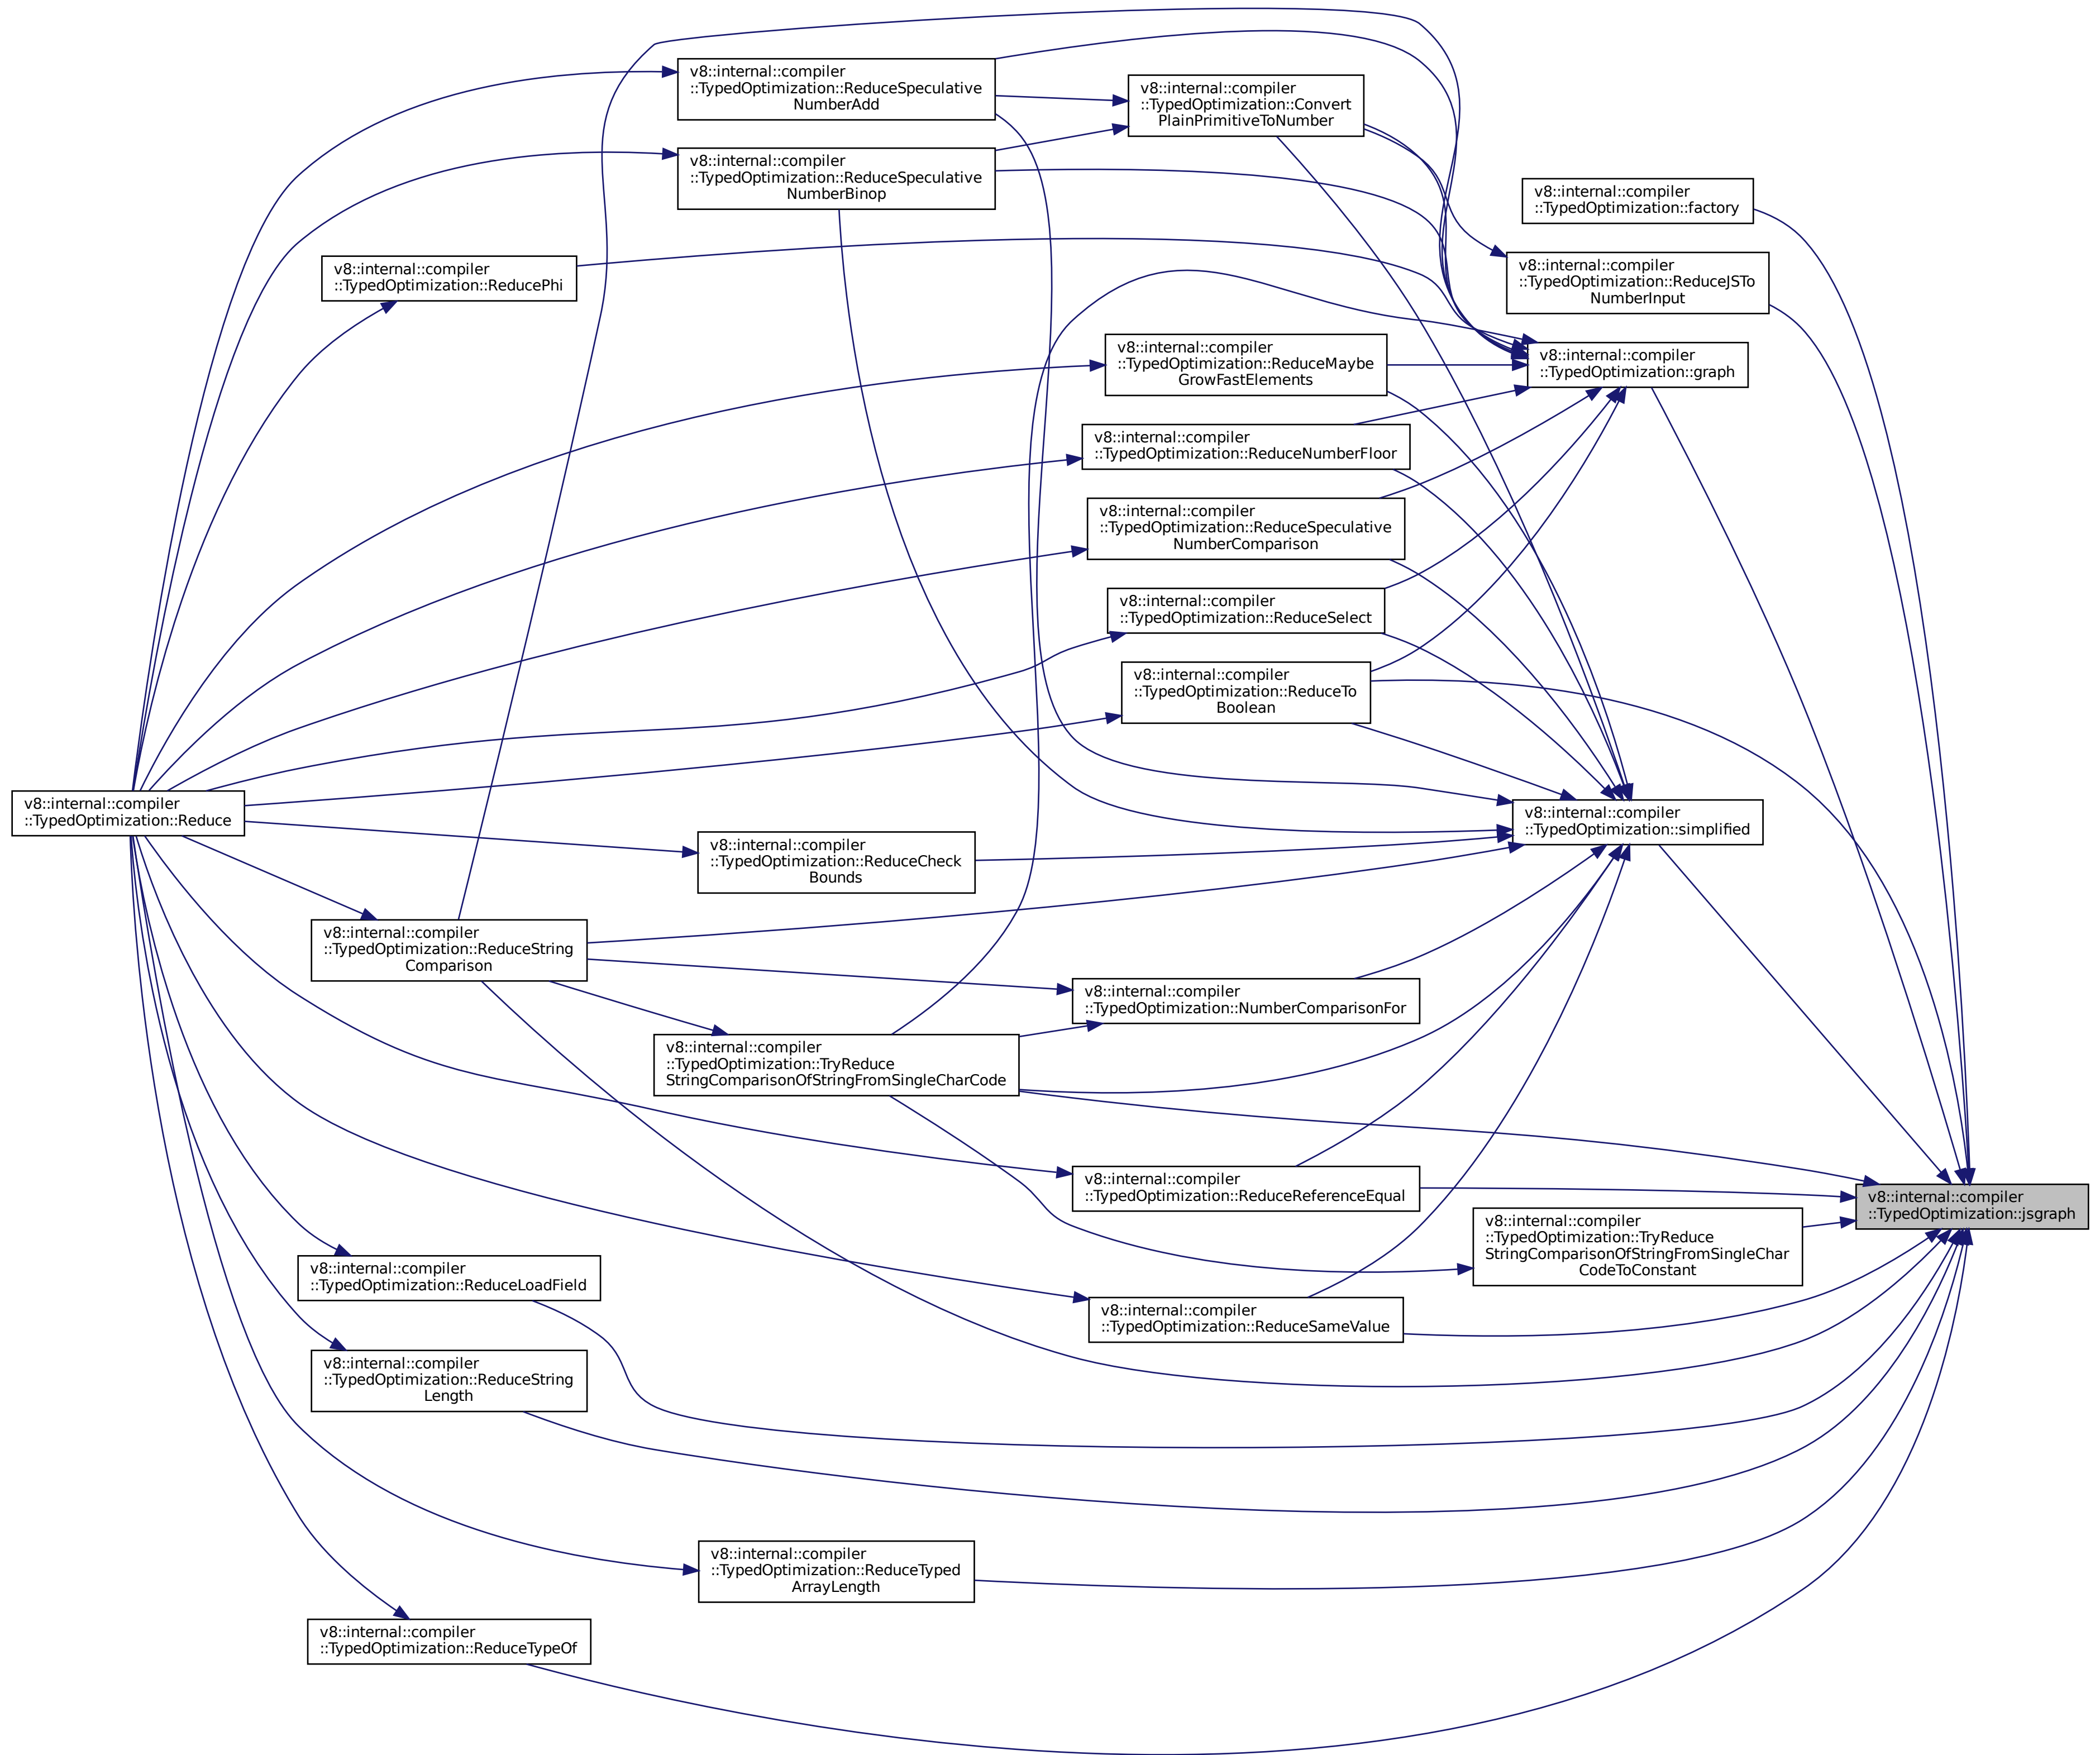 v8::internal::compiler
::TypedOptimization::ReduceSpeculative
NumberAdd
v8::internal::compiler
::TypedOptimization::Convert
PlainPrimitiveToNumber
v8::internal::compiler
::TypedOptimization::ReduceSpeculative
NumberBinop
v8::internal::compiler
::TypedOptimization::factory
v8::internal::compiler
::TypedOptimization::ReducePhi
v8::internal::compiler
::TypedOptimization::ReduceJSTo
NumberInput
v8::internal::compiler
::TypedOptimization::ReduceMaybe
GrowFastElements
v8::internal::compiler
::TypedOptimization::graph
v8::internal::compiler
::TypedOptimization::ReduceNumberFloor
v8::internal::compiler
::TypedOptimization::ReduceSpeculative
NumberComparison
v8::internal::compiler
::TypedOptimization::ReduceSelect
v8::internal::compiler
::TypedOptimization::ReduceTo
Boolean
v8::internal::compiler
::TypedOptimization::Reduce
v8::internal::compiler
::TypedOptimization::simplified
v8::internal::compiler
::TypedOptimization::ReduceCheck
Bounds
v8::internal::compiler
::TypedOptimization::ReduceString
Comparison
v8::internal::compiler
::TypedOptimization::NumberComparisonFor
v8::internal::compiler
::TypedOptimization::TryReduce
StringComparisonOfStringFromSingleCharCode
v8::internal::compiler
::TypedOptimization::ReduceReferenceEqual
v8::internal::compiler
::TypedOptimization::jsgraph
v8::internal::compiler
::TypedOptimization::TryReduce
StringComparisonOfStringFromSingleChar
CodeToConstant
v8::internal::compiler
::TypedOptimization::ReduceLoadField
v8::internal::compiler
::TypedOptimization::ReduceSameValue
v8::internal::compiler
::TypedOptimization::ReduceString
Length
v8::internal::compiler
::TypedOptimization::ReduceTyped
ArrayLength
v8::internal::compiler
::TypedOptimization::ReduceTypeOf